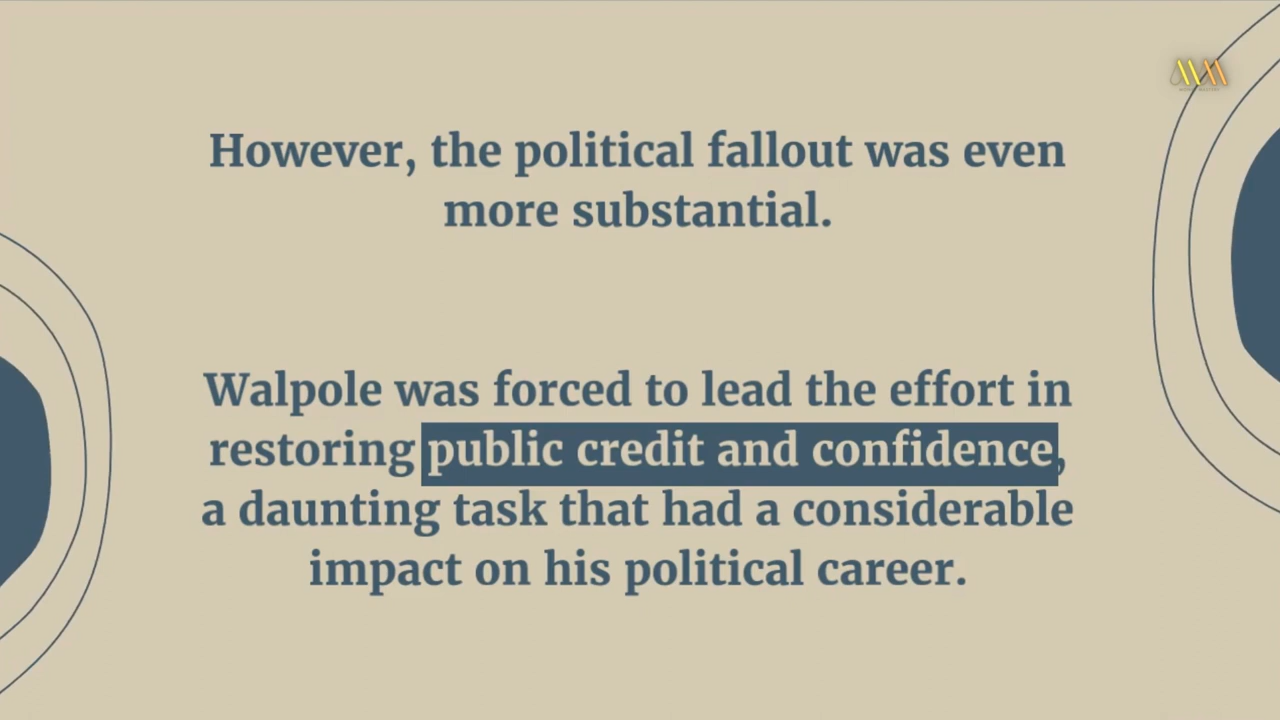 However, the political fallout was even
more substantial.
Walpole was forced to lead the effort in
restoring public credit and confidence,
a daunting task that had a considerable
impact on his political career.